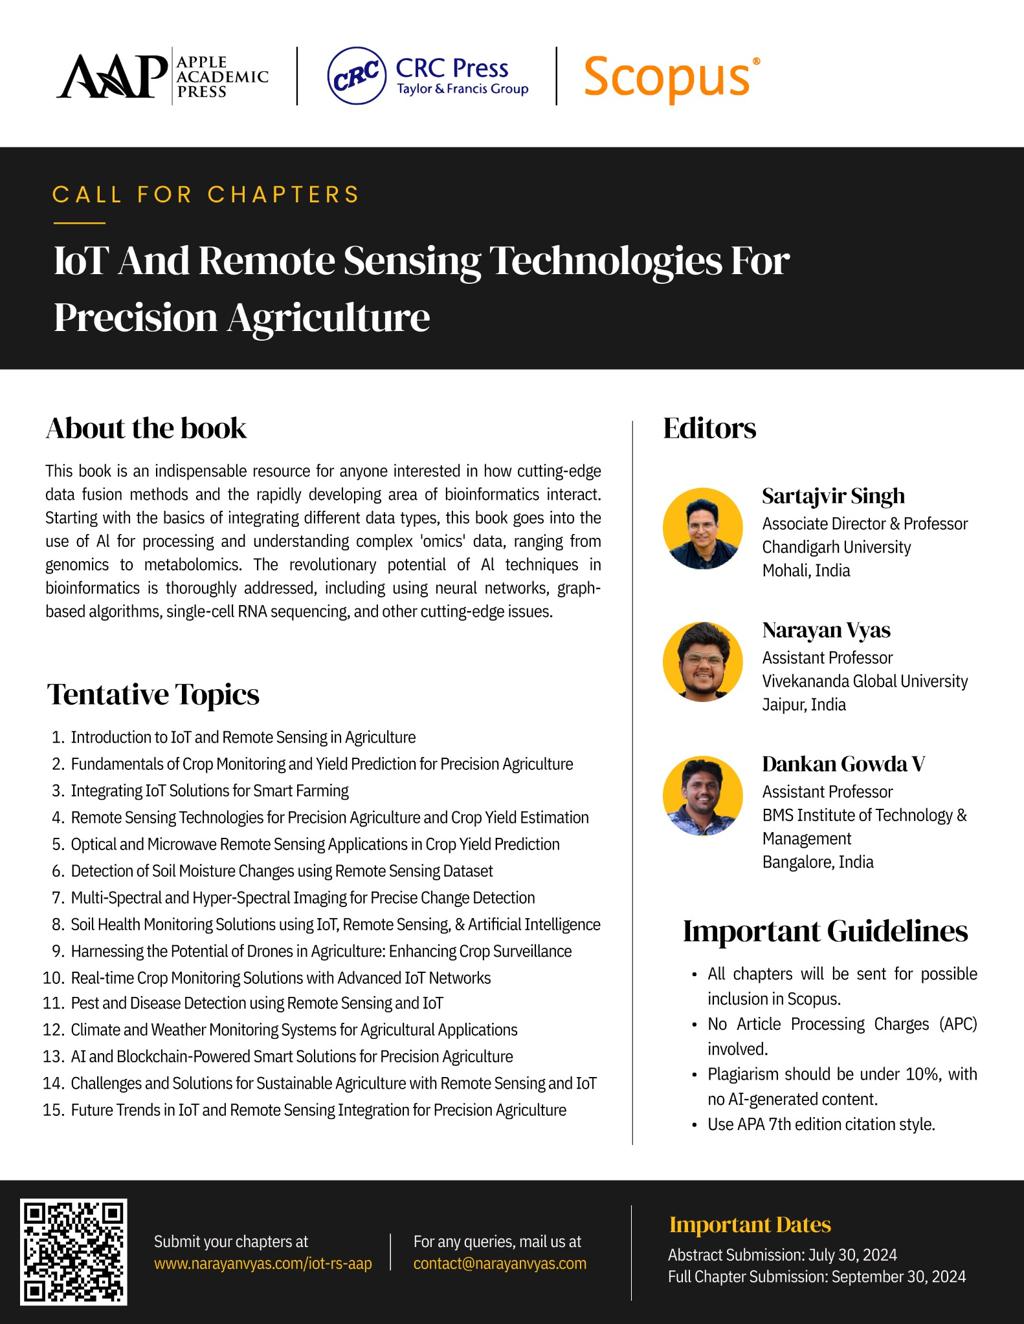 AAP APPLE
ACADEMIC
PRESS
CRC CRC Press
Taylor & Francis Group
Scopus®
CALL FOR CHAPTERS
IoT And Remote Sensing Technologies For
Precision Agriculture
About the book
This book is an indispensable resource for anyone interested in how cutting-edge
data fusion methods and the rapidly developing area of bioinformatics interact.
Starting with the basics of integrating different data types, this book goes into the
use of Al for processing and understanding complex 'omics' data, ranging from
genomics to metabolomics. The revolutionary potential of Al techniques in
bioinformatics is thoroughly addressed, including using neural networks, graph-
based algorithms, single-cell RNA sequencing, and other cutting-edge issues.
Tentative Topics
1. Introduction to IoT and Remote Sensing in Agriculture
2. Fundamentals of Crop Monitoring and Yield Prediction for Precision Agriculture
3. Integrating IoT Solutions for Smart Farming
4. Remote Sensing Technologies for Precision Agriculture and Crop Yield Estimation
5. Optical and Microwave Remote Sensing Applications in Crop Yield Prediction
6. Detection of Soil Moisture Changes using Remote Sensing Dataset
7. Multi-Spectral and Hyper-Spectral Imaging for Precise Change Detection
8. Soil Health Monitoring Solutions using IoT, Remote Sensing, & Artificial Intelligence
9. Harnessing the Potential of Drones in Agriculture: Enhancing Crop Surveillance
10. Real-time Crop Monitoring Solutions with Advanced IoT Networks
11. Pest and Disease Detection using Remote Sensing and IoT
12. Climate and Weather Monitoring Systems for Agricultural Applications
13. AI and Blockchain-Powered Smart Solutions for Precision Agriculture
14. Challenges and Solutions for Sustainable Agriculture with Remote Sensing and IoT
15. Future Trends in IoT and Remote Sensing Integration for Precision Agriculture
Editors
Sartajvir Singh
Associate Director & Professor
Chandigarh University
Mohali, India
Narayan Vyas
Assistant Professor
Vivekananda Global University
Jaipur, India
Dankan Gowda V
Assistant Professor
BMS Institute of Technology &
Management
Bangalore, India
Important Guidelines
• All chapters will be sent for possible
inclusion in Scopus.
• No Article Processing Charges (APC)
involved.
• Plagiarism should be under 10%, with
no AI-generated content.
• Use APA 7th edition citation style.
Submit your chapters at
www.narayanvyas.com/iot-rs-aap
For any queries, mail us at
contact@narayanvyas.com
Important Dates
Abstract Submission: July 30, 2024
Full Chapter Submission: September 30, 2024